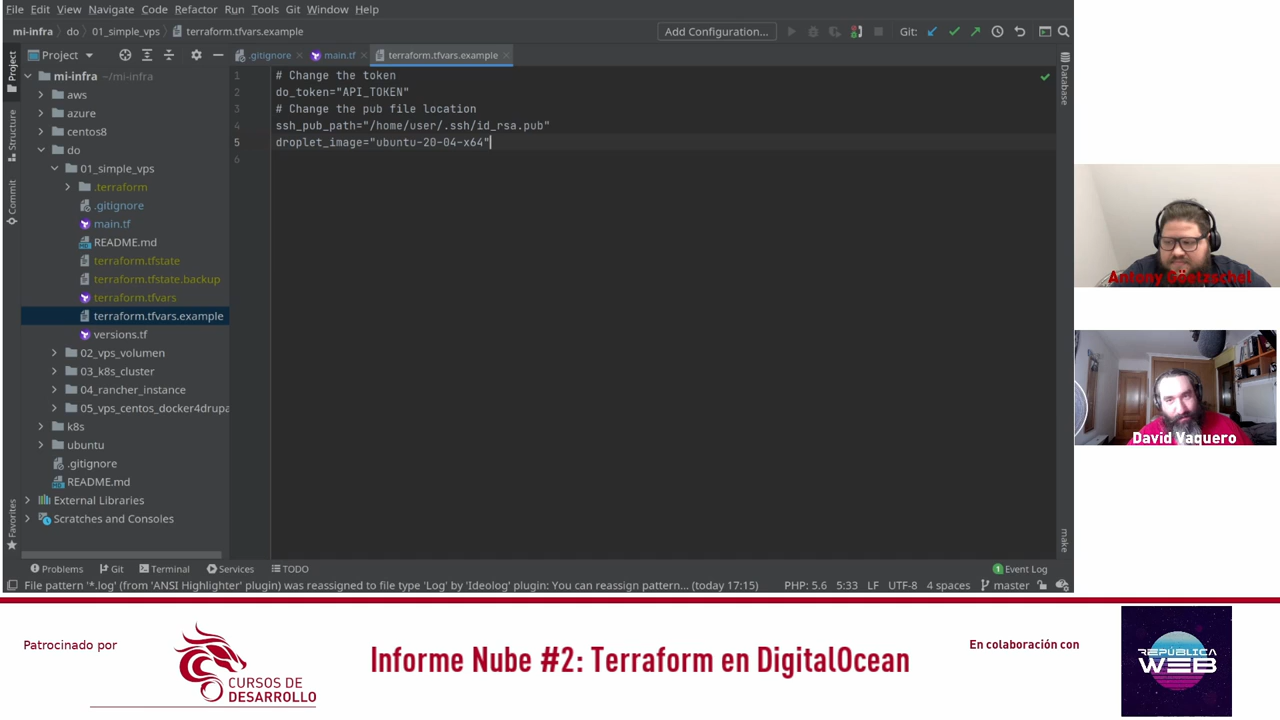 File Edit View Navigate Code Refactor Run Tools Git Window Help
mi-infra do 01_simple_vps terraform.tfvars.example Add Configuration... Git:
Project .gitignore main.tf terraform.tfvars.example
Project
Structure
Commit
Favorites
mi-infra ~/mi-infra
aws
azure
centos8
do
01_simple_vps
.terraform
.gitignore
main.tf
README.md
terraform.tfstate
terraform.tfstate.backup
terraform.tfvars
terraform.tfvars.example
versions.tf
02_vps_volumen
03_k8s_cluster
04_rancher_instance
05_vps_centos_docker4drupa
k8s
ubuntu
.gitignore
README.md
External Libraries
Scratches and Consoles
1 # Change the token
2 do_token="API_TOKEN"
3 # Change the pub file location
4 ssh_pub_path="/home/user/.ssh/id_rsa.pub"
5 droplet_image="ubuntu-20-04-x64"
6
Database
make
Problems Git Terminal Services TODO 1 Event Log
File pattern '*.log' (from 'ANSI Highlighter' plugin) was reassigned to file type 'Log' by 'Ideolog' plugin: You can reassign pattern... (today 17:15) PHP: 5.6 5:33 LF UTF-8 4 spaces master
Antony Göetzschel
David Vaquero
Patrocinado por
CURSOS DE
DESARROLLO
Informe Nube #2: Terraform en DigitalOcean
En colaboración con
REPÚBLICA
WEB